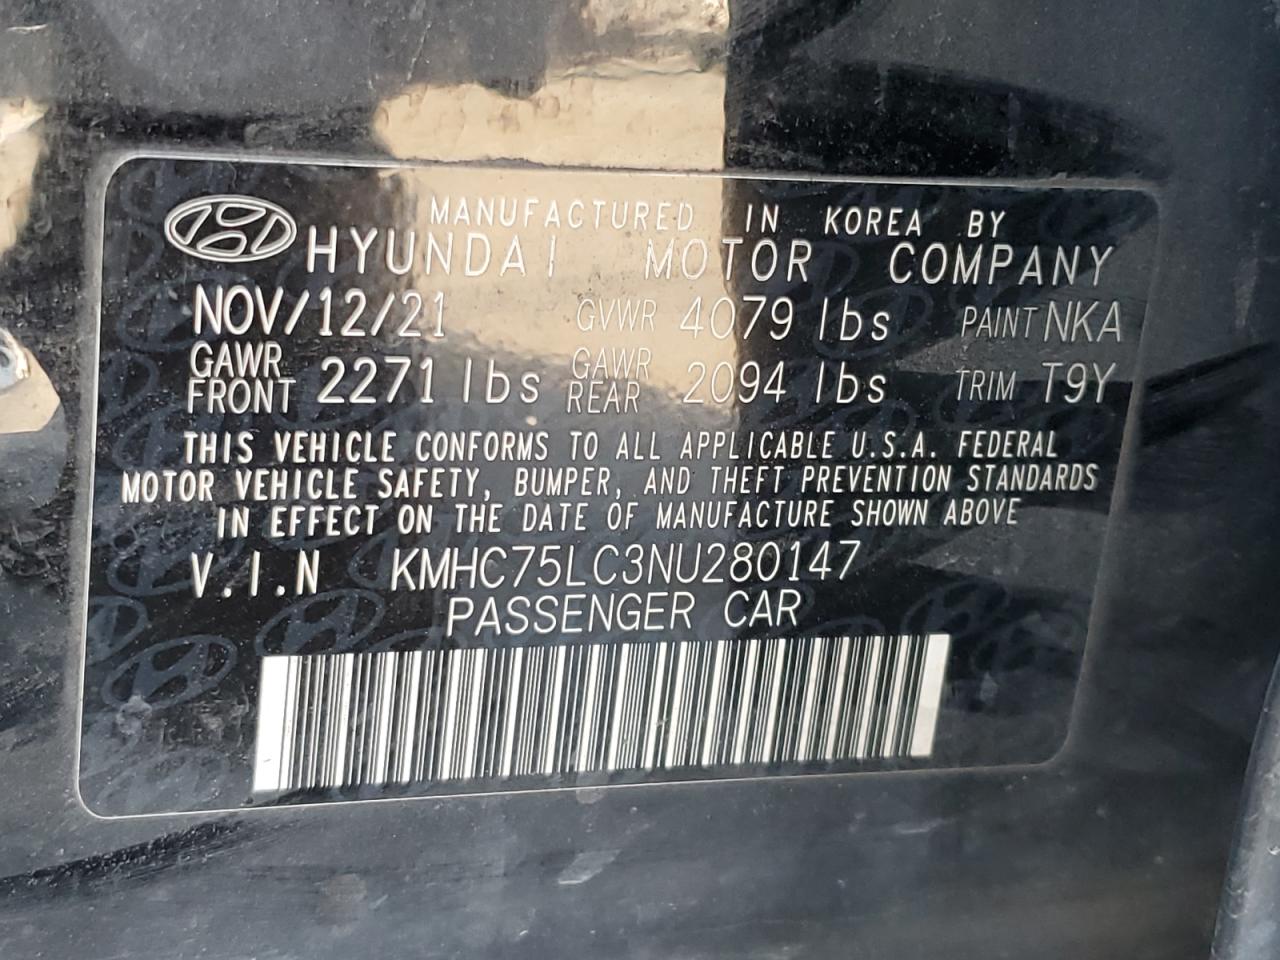 MANUFACTURED IN KOREA BY
HYUNDAI MOTOR COMPANY
NOV/12/21 GVWR 4079 lbs PAINT NKA
GAWR FRONT 2271 lbs GAWR REAR 2094 lbs TRIM T9Y
THIS VEHICLE CONFORMS TO ALL APPLICABLE U.S.A. FEDERAL
MOTOR VEHICLE SAFETY, BUMPER, AND THEFT PREVENTION STANDARDS
IN EFFECT ON THE DATE OF MANUFACTURE SHOWN ABOVE
V.I.N KMHC75LC3NU280147
PASSENGER CAR